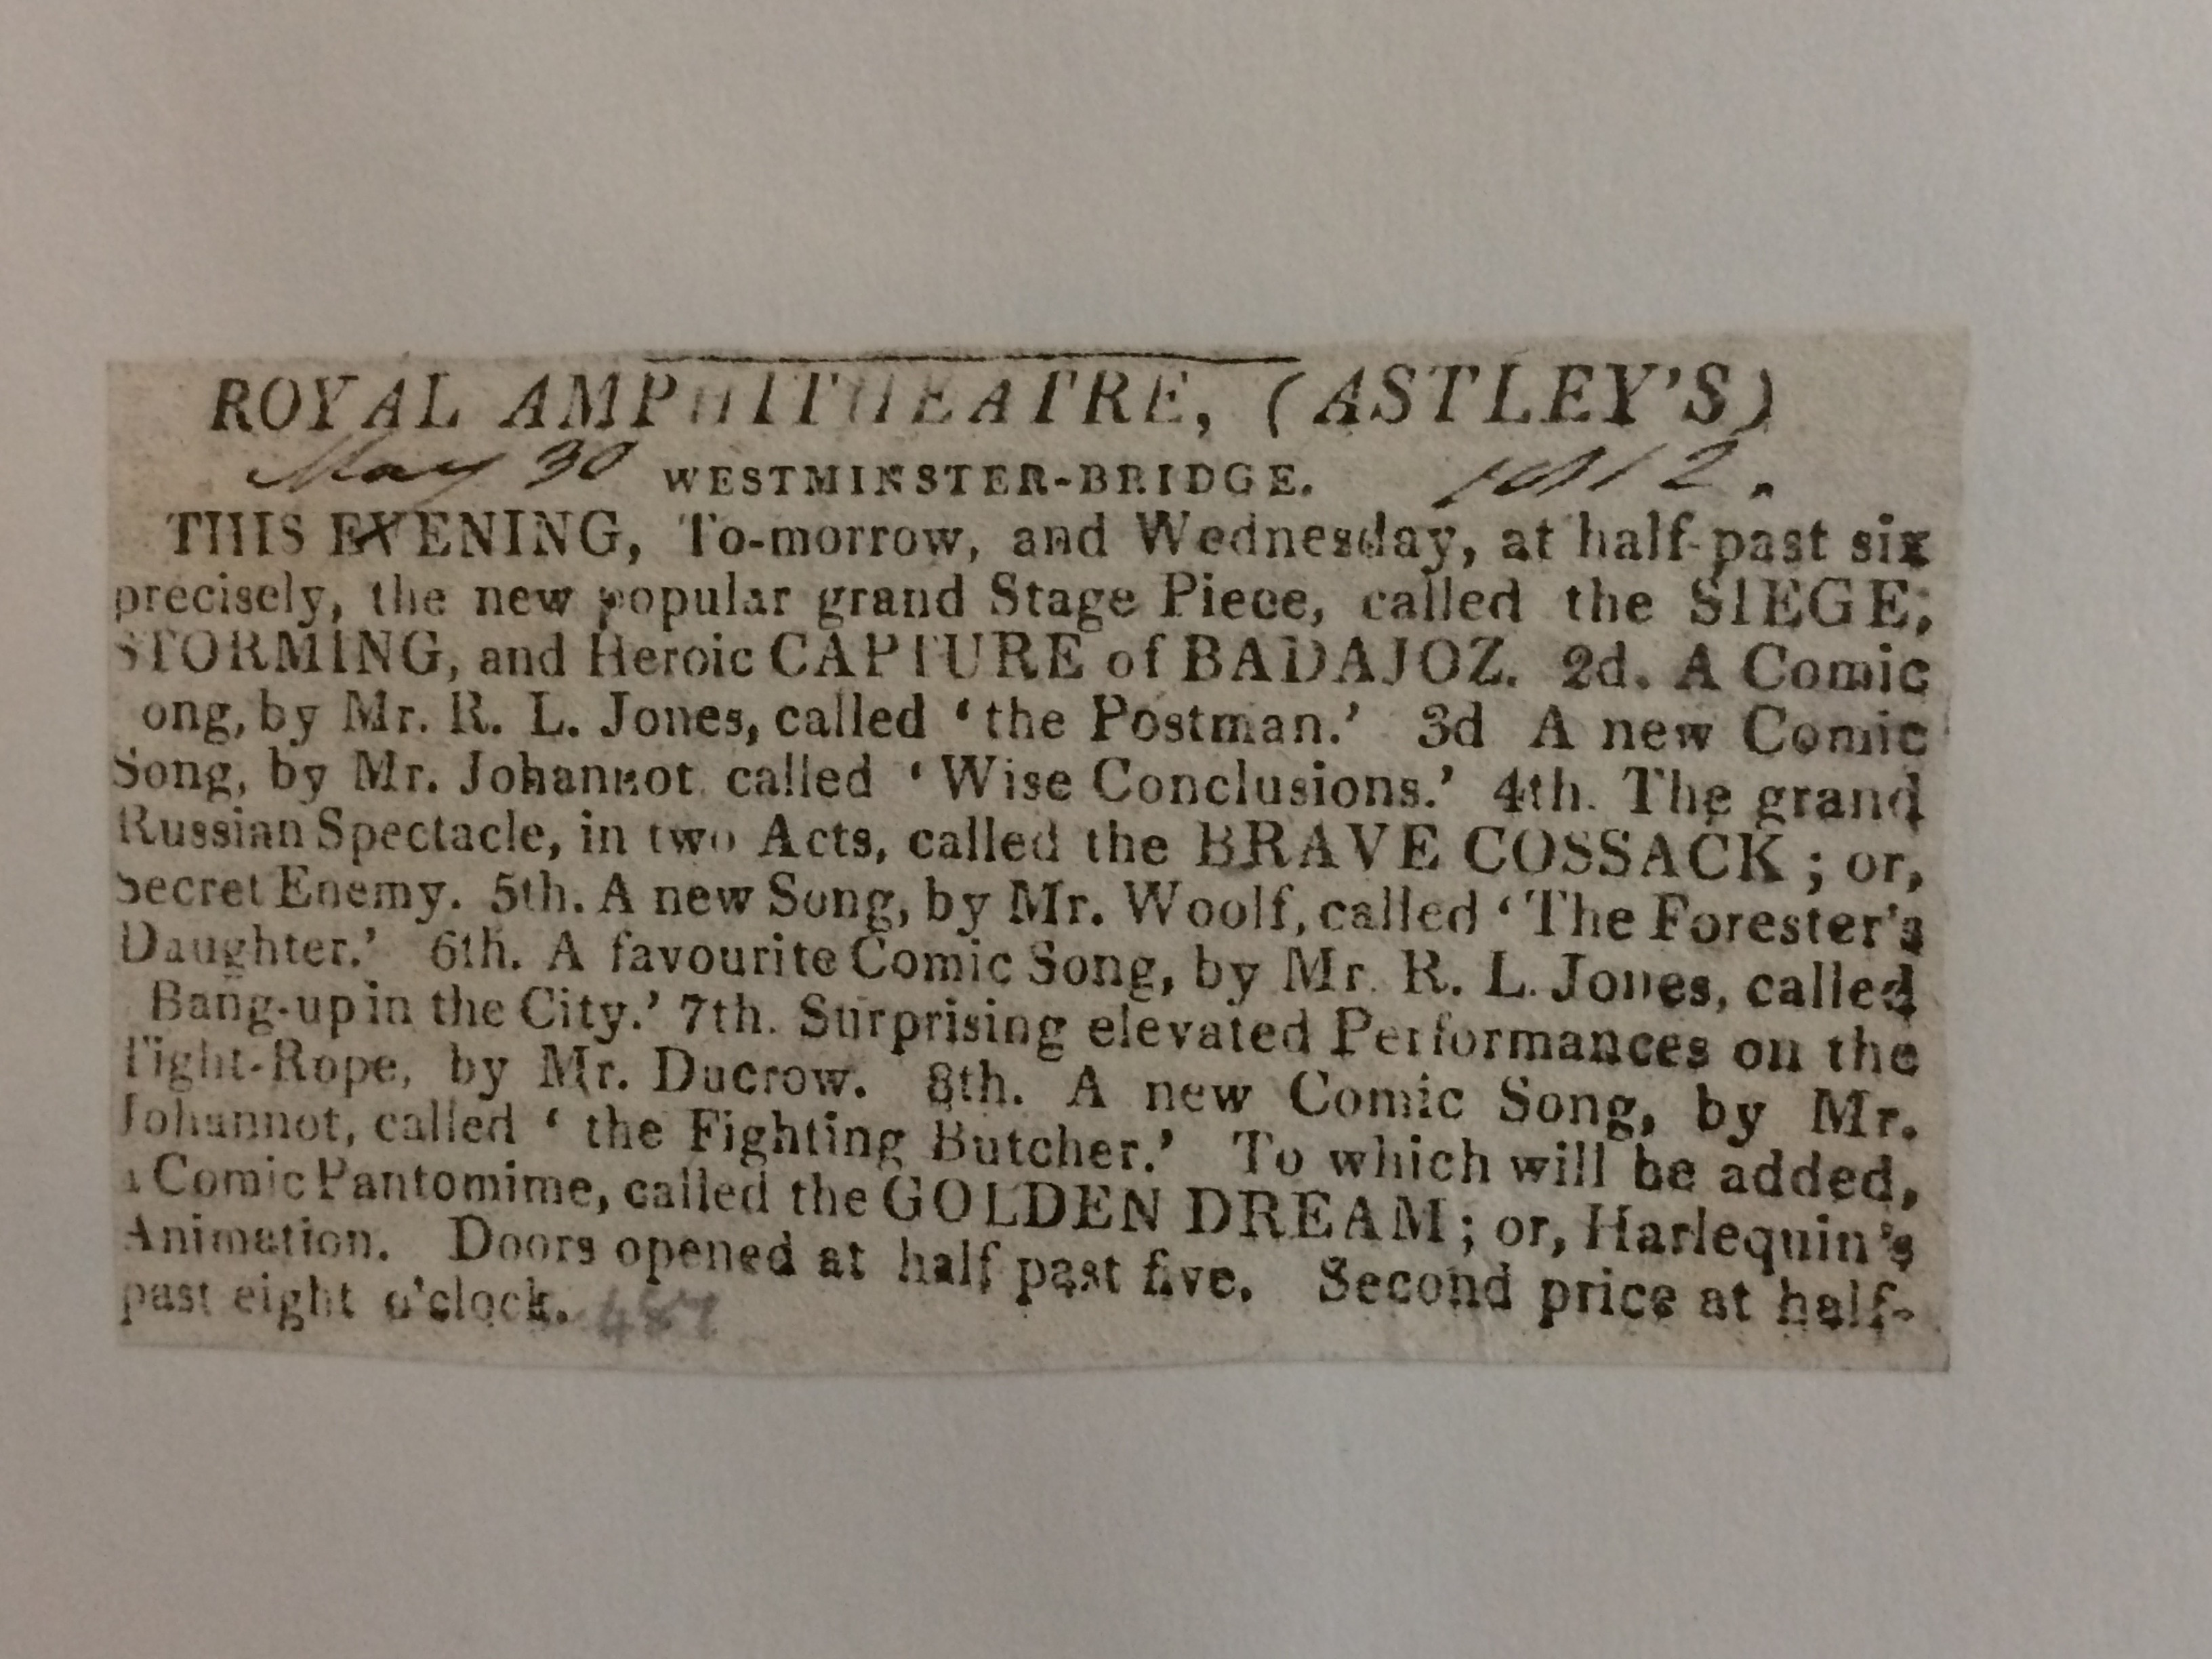 ROYAL AMPHITHEATRE, (ASTLEY'S)
May 30 WESTMINSTER-BRIDGE. 1812.
THIS EVENING, To-morrow, and Wednesday, at half-past six
precisely, the new popular grand Stage Piece, called the SIEGE,
STORMING, and Heroic CAPTURE of BADAJOZ. 2d. A Comic
ong, by Mr. R. L. Jones, called ‘the Postman.’ 3d A new Comic
Song, by Mr. Johannot called ‘Wise Conclusions.’ 4th. The grand
Russian Spectacle, in two Acts, called the BRAVE COSSACK; or,
Secret Enemy. 5th. A new Song, by Mr. Woolf, called ‘The Forester's
Daughter.’ 6th. A favourite Comic Song, by Mr. R. L. Jones, called
Bang-up in the City.’ 7th. Surprising elevated Performances on the
Tight-Rope, by Mr. Ducrow. 8th. A new Comic Song, by Mr.
Johannot, called ‘the Fighting Butcher.’ To which will be added,
a Comic Pantomime, called the GOLDEN DREAM; or, Harlequin's
Animation. Doors opened at half past five. Second price at half-
past eight o'clock.